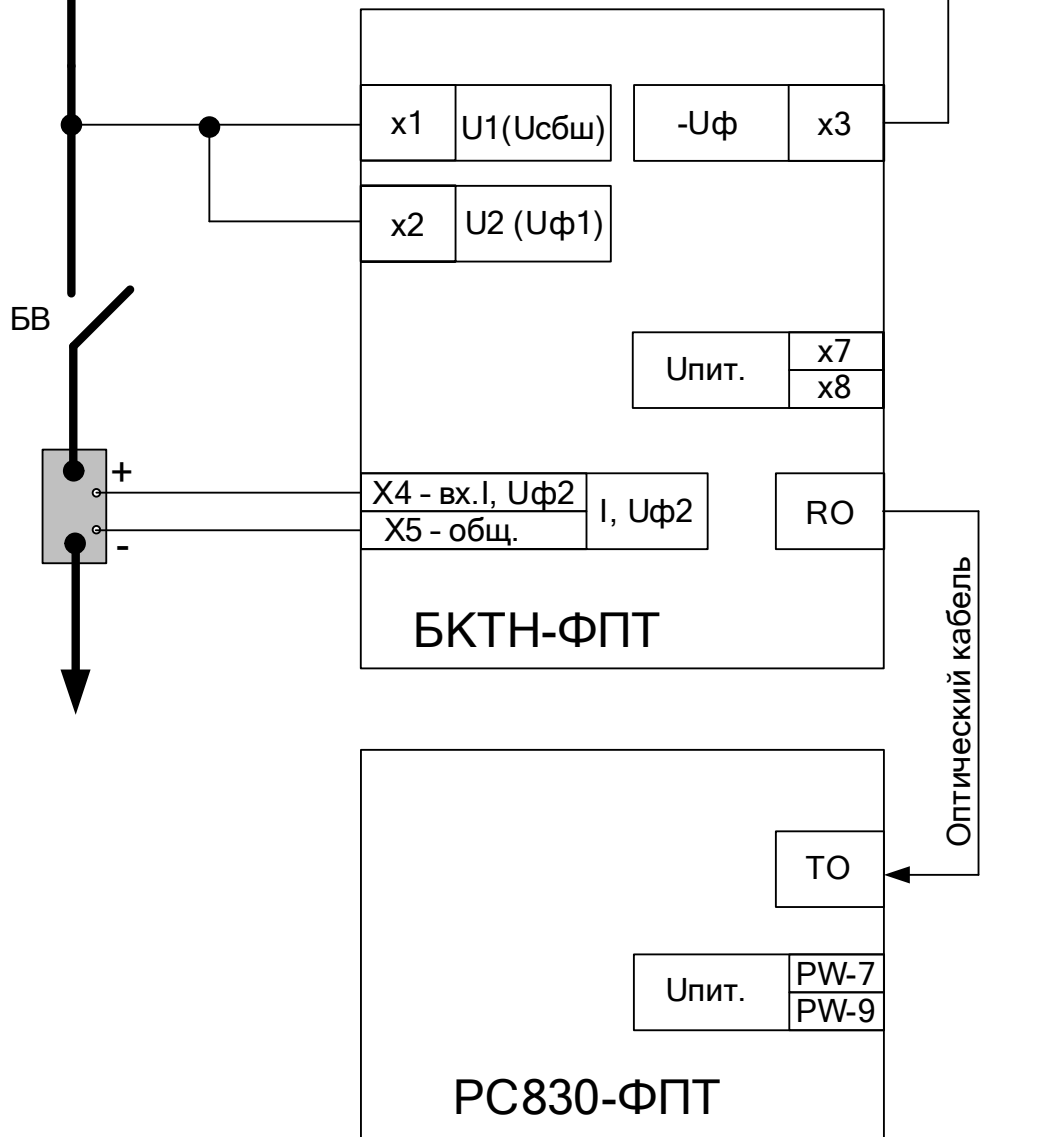 x1 U1(Uсбш) -Uф x3
x2 U2 (Uф1)
БВ
Uпит. x7
x8
+
X4 - вх.I, Uф2 I, Uф2 RO
X5 - общ.
-
БКТН-ФПТ
Оптический кабель
TO
Uпит. PW-7
PW-9
РС830-ФПТ